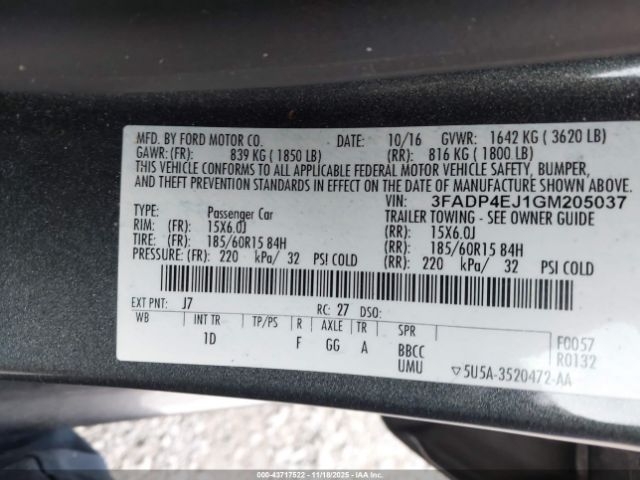 MFD. BY FORD MOTOR CO. DATE: 10/16 GVWR: 1642 KG ( 3620 LB)
GAWR: (FR): 839 KG ( 1850 LB) (RR): 816 KG ( 1800 LB)
THIS VEHICLE CONFORMS TO ALL APPLICABLE FEDERAL MOTOR VEHICLE SAFETY, BUMPER,
AND THEFT PREVENTION STANDARDS IN EFFECT ON THE DATE OF MANUFACTURE SHOWN ABOVE.
VIN: 3FADP4EJ1GM205037
TYPE: Passenger Car TRAILER TOWING - SEE OWNER GUIDE
RIM: (FR): 15X6.0J (RR): 15X6.0J
TIRE: (FR): 185/60R15 84H (RR): 185/60R15 84H
PRESSURE: (FR): 220 kPa/ 32 PSI COLD (RR): 220 kPa/ 32 PSI COLD
EXT PNT: J7 RC: 27 DSO:
WB INT TR TP/PS R AXLE TR SPR
1D F GG A BBCC F0057
UMU R0132
▽5U5A-3520472-AA
© 000-43717522 | 11/18/2025 | IAAI.COM